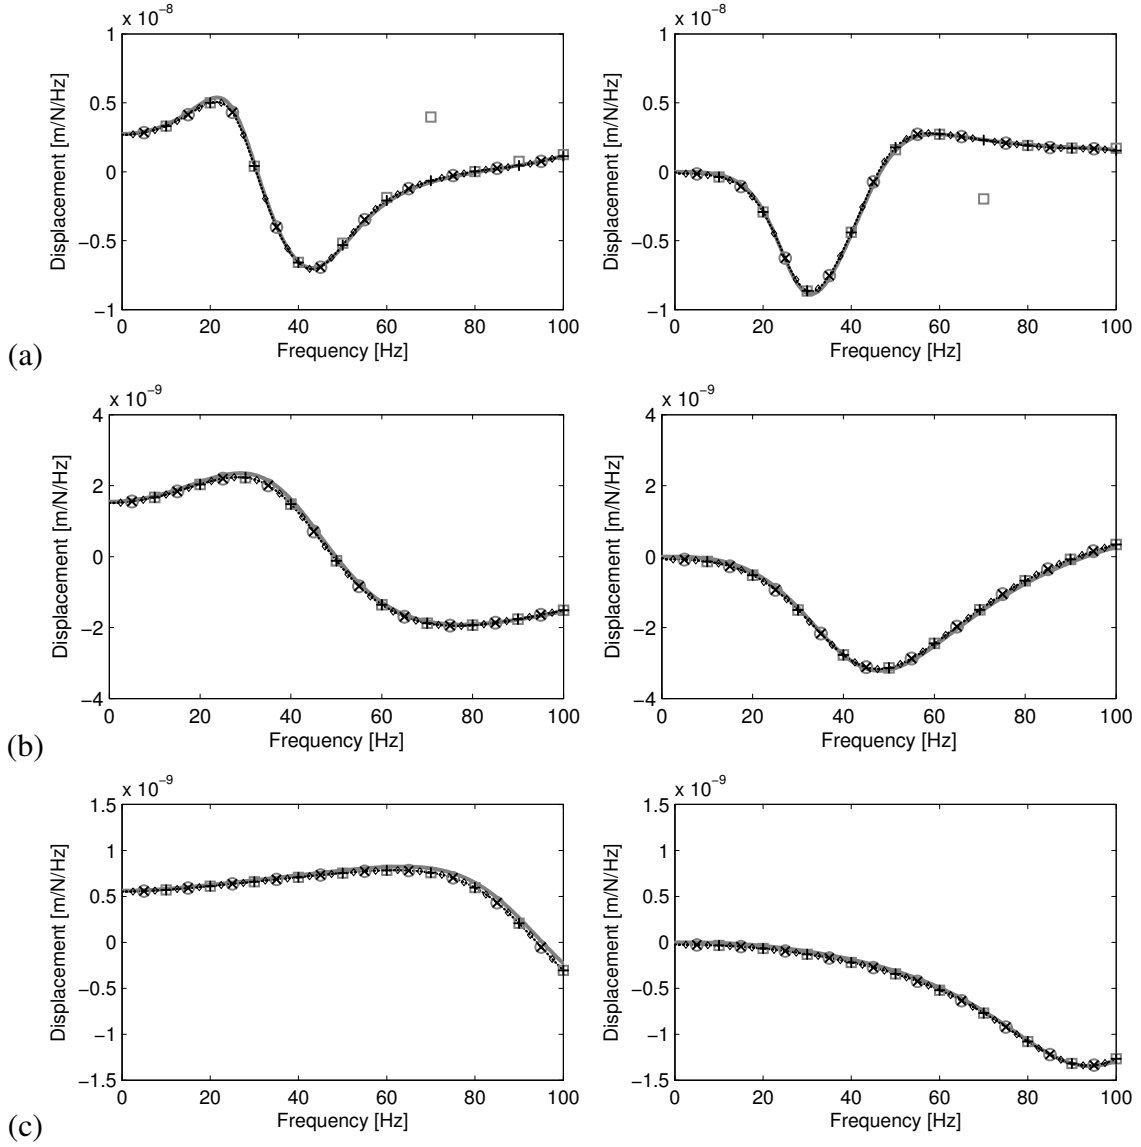 x 10⁻⁸ x 10⁻⁸
1 1
0.5 0.5
0 0
−0.5 −0.5
−1 −1
Displacement [m/N/Hz] Displacement [m/N/Hz]
0 20 40 60 80 100 0 20 40 60 80 100
Frequency [Hz] Frequency [Hz]
(a)
x 10⁻⁹ x 10⁻⁹
4 4
2 2
0 0
−2 −2
−4 −4
Displacement [m/N/Hz] Displacement [m/N/Hz]
0 20 40 60 80 100 0 20 40 60 80 100
Frequency [Hz] Frequency [Hz]
(b)
x 10⁻⁹ x 10⁻⁹
1.5 1.5
1 1
0.5 0.5
0 0
−0.5 −0.5
−1 −1
−1.5 −1.5
Displacement [m/N/Hz] Displacement [m/N/Hz]
0 20 40 60 80 100 0 20 40 60 80 100
Frequency [Hz] Frequency [Hz]
(c)